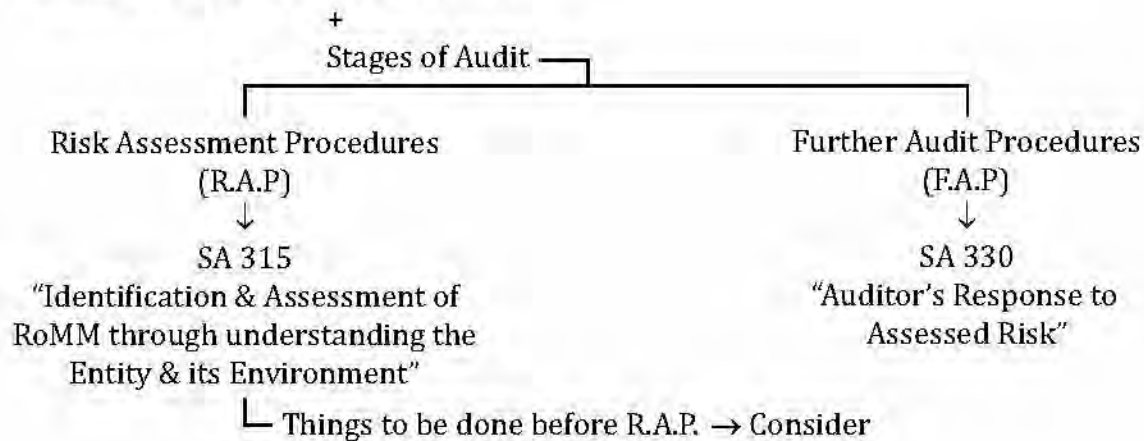 +
Stages of Audit
Risk Assessment Procedures
(R.A.P)
↓
SA 315
"Identification & Assessment of
RoMM through understanding the
Entity & its Environment"
Things to be done before R.A.P. → Consider
Further Audit Procedures
(F.A.P)
↓
SA 330
"Auditor's Response to
Assessed Risk"